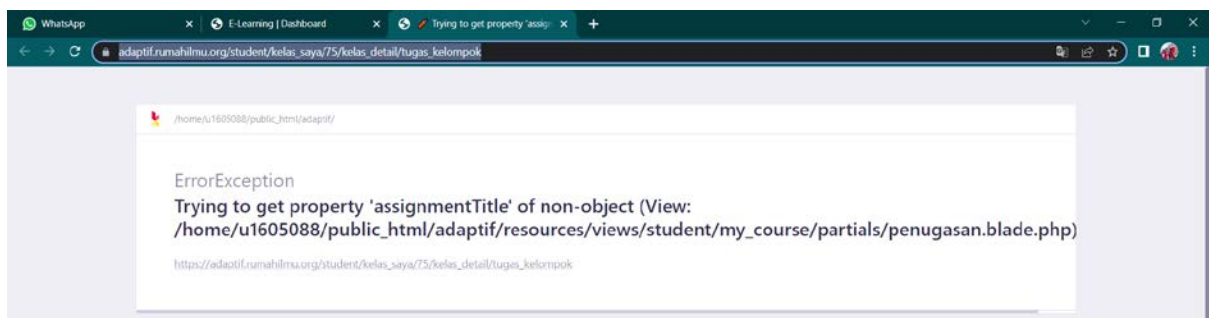 WhatsApp
E-Learning | Dashboard
Trying to get property 'assign
adaptif.rumahilmu.org/student/kelas_saya/75/kelas_detail/tugas_kelompok
/home/u1605088/public_html/adaptif/
ErrorException
Trying to get property 'assignmentTitle' of non-object (View:
/home/u1605088/public_html/adaptif/resources/views/student/my_course/partials/penugasan.blade.php)
https://adaptif.rumahilmu.org/student/kelas_saya/75/kelas_detail/tugas_kelompok